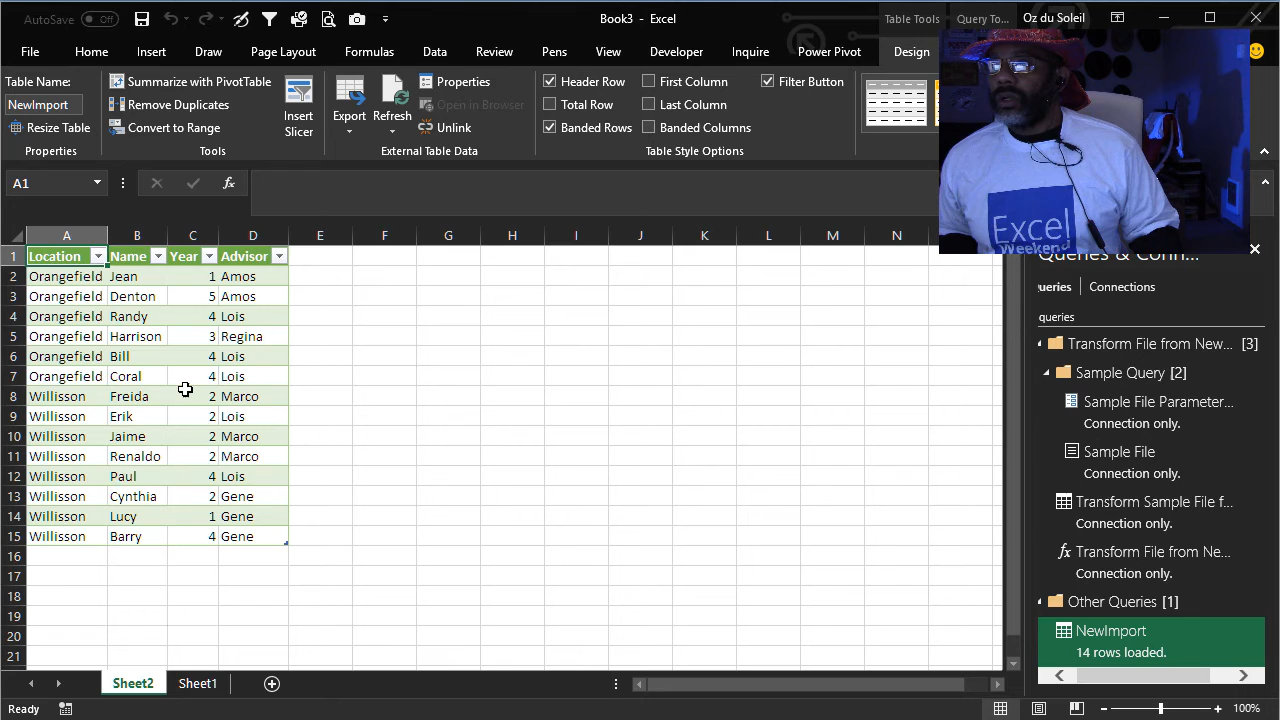 AutoSave Off Book3 - Excel Table Tools Query To... Oz du Soleil
File Home Insert Draw Page Layout Formulas Data Review Pens View Developer Inquire Power Pivot Design
Table Name:
NewImport
Resize Table
Properties
Summarize with PivotTable
Remove Duplicates
Convert to Range
Insert
Slicer
Tools
Export
Refresh
Properties
Open in Browser
Unlink
External Table Data
Header Row
Total Row
Banded Rows
First Column
Last Column
Banded Columns
Filter Button
Table Style Options
Excel
Weekend
A1 fx
A B C D E F G H I J K L M N
1 Location Name Year Advisor
2 Orangefield Jean 1 Amos
3 Orangefield Denton 5 Amos
4 Orangefield Randy 4 Lois
5 Orangefield Harrison 3 Regina
6 Orangefield Bill 4 Lois
7 Orangefield Coral 4 Lois
8 Willisson Freida 2 Marco
9 Willisson Erik 2 Lois
10 Willisson Jaime 2 Marco
11 Willisson Renaldo 2 Marco
12 Willisson Paul 4 Lois
13 Willisson Cynthia 2 Gene
14 Willisson Lucy 1 Gene
15 Willisson Barry 4 Gene
16
17
18
19
20
21
Queries & Conn...
ueries | Connections
queries
Transform File from New... [3]
Sample Query [2]
Sample File Parameter...
Connection only.
Sample File
Connection only.
Transform Sample File f...
Connection only.
fx Transform File from Ne...
Connection only.
Other Queries [1]
NewImport
14 rows loaded.
Sheet2 Sheet1
Ready 100%